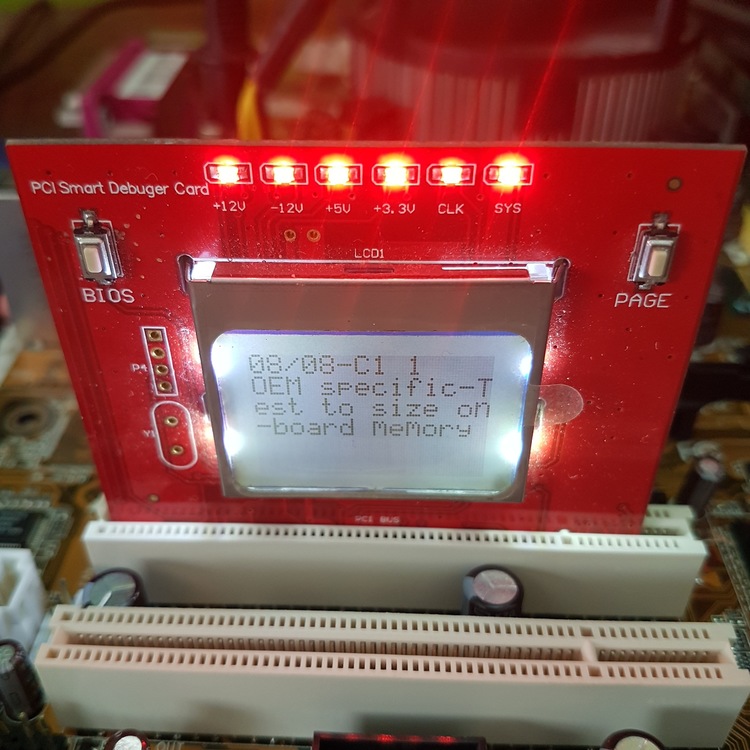 PCI Smart Debuger Card
+12V -12V +5V +3.3V CLK SYS
LCD1
BIOS
PAGE
08/08-C1 1
OEM specific-T
est to size on
-board MeMory
P4
Y1
PCI BUS